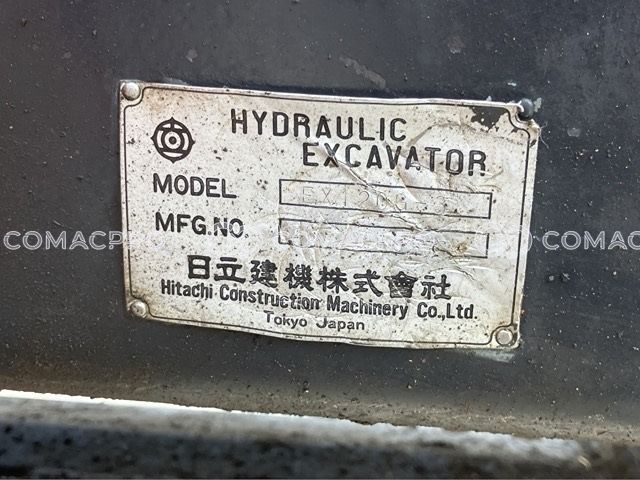 HYDRAULIC
EXCAVATOR
MODEL
MFG.NO.
COMACPRO
COMACPRO
日立建機株式會社
Hitachi Construction Machinery Co.,Ltd.
Tokyo Japan